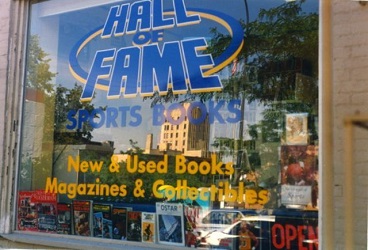 HALL
OF
FAME
SPORTS BOOKS
New & Used Books
Magazines & Collectibles
OPEN